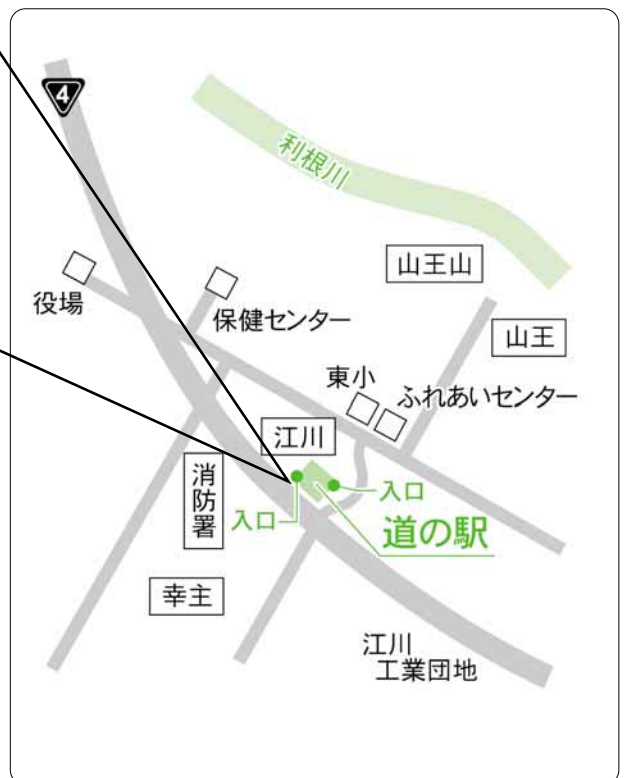 4
利根川
山王山
役場
保健センター
山王
東小
ふれあいセンター
江川
消防署
入口
入口
道の駅
幸主
江川
工業団地